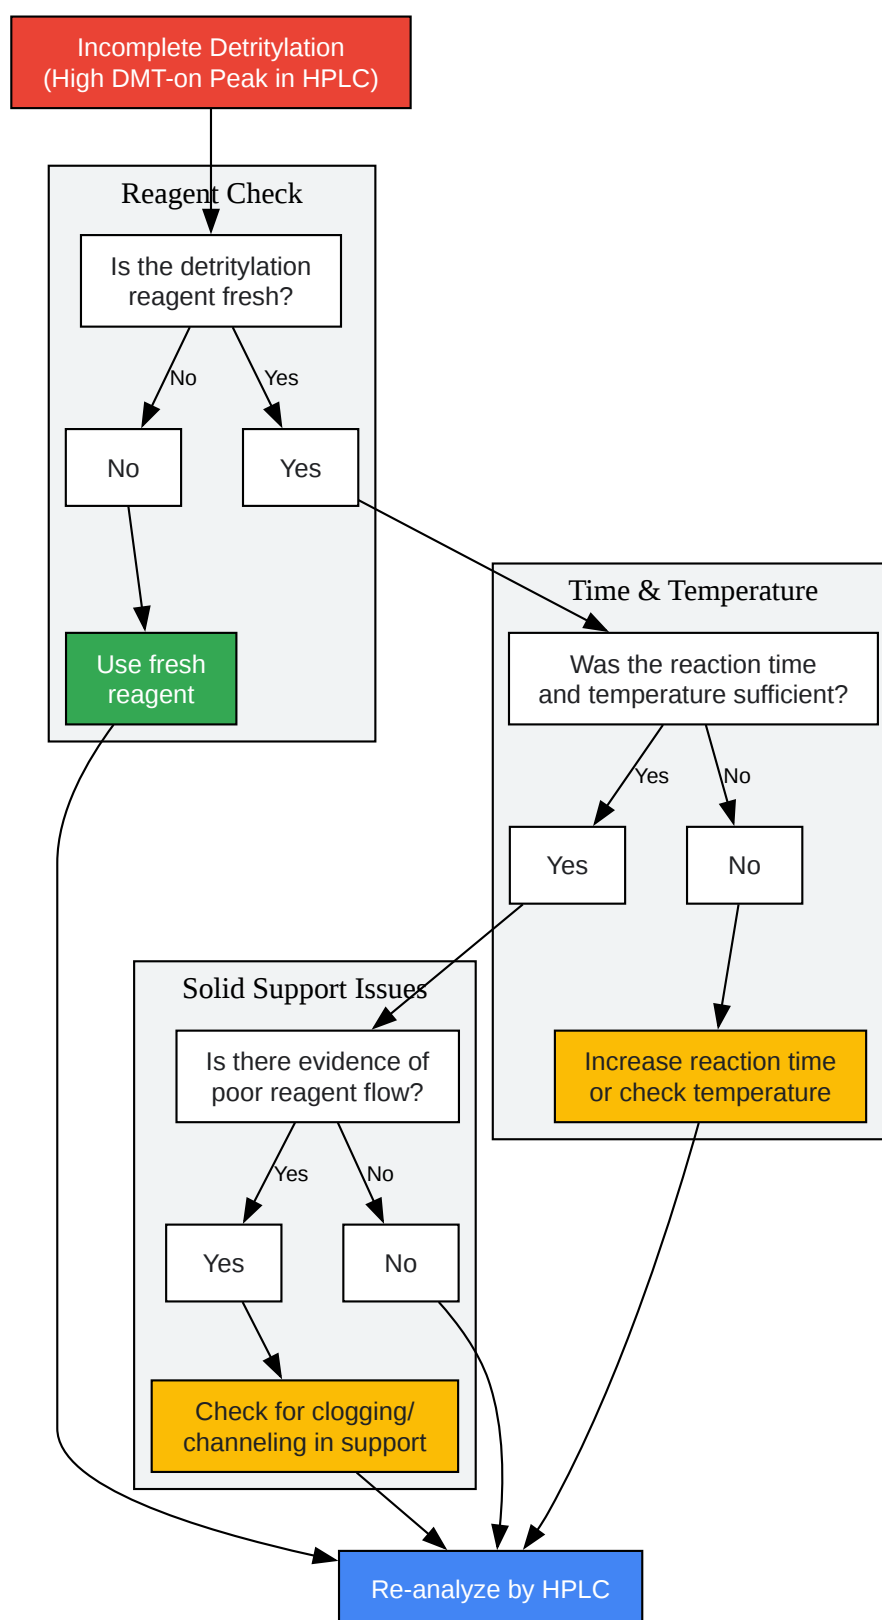 Incomplete Detritylation
(High DMT-on Peak in HPLC)
Reagent Check
Is the detritylation
reagent fresh?
No
Yes
No
Yes
Use fresh
reagent
Time & Temperature
Was the reaction time
and temperature sufficient?
Yes
No
Yes
No
Increase reaction time
or check temperature
Solid Support Issues
Is there evidence of
poor reagent flow?
Yes
No
Yes
No
Check for clogging/
channeling in support
Re-analyze by HPLC